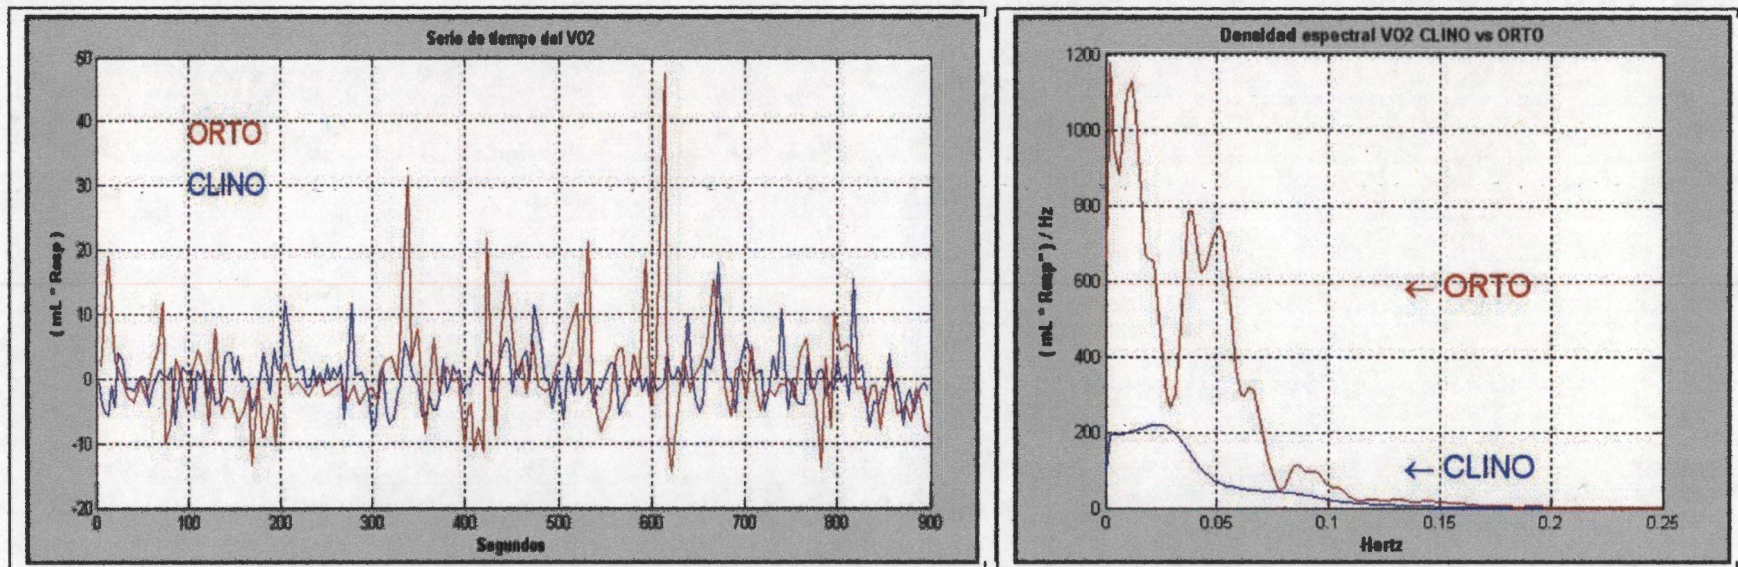 Serie de tiempo del VO2
( mL * Resp )
50
40
30
20
10
0
-10
-20
ORTO
CLINO
0 100 200 300 400 500 600 700 800 900
Segundos
Densidad espectral VO2 CLINO vs ORTO
( mL * Resp¯ ) / Hz
1200
1000
800
600
400
200
0
← ORTO
← CLINO
0 0.05 0.1 0.15 0.2 0.25
Hertz